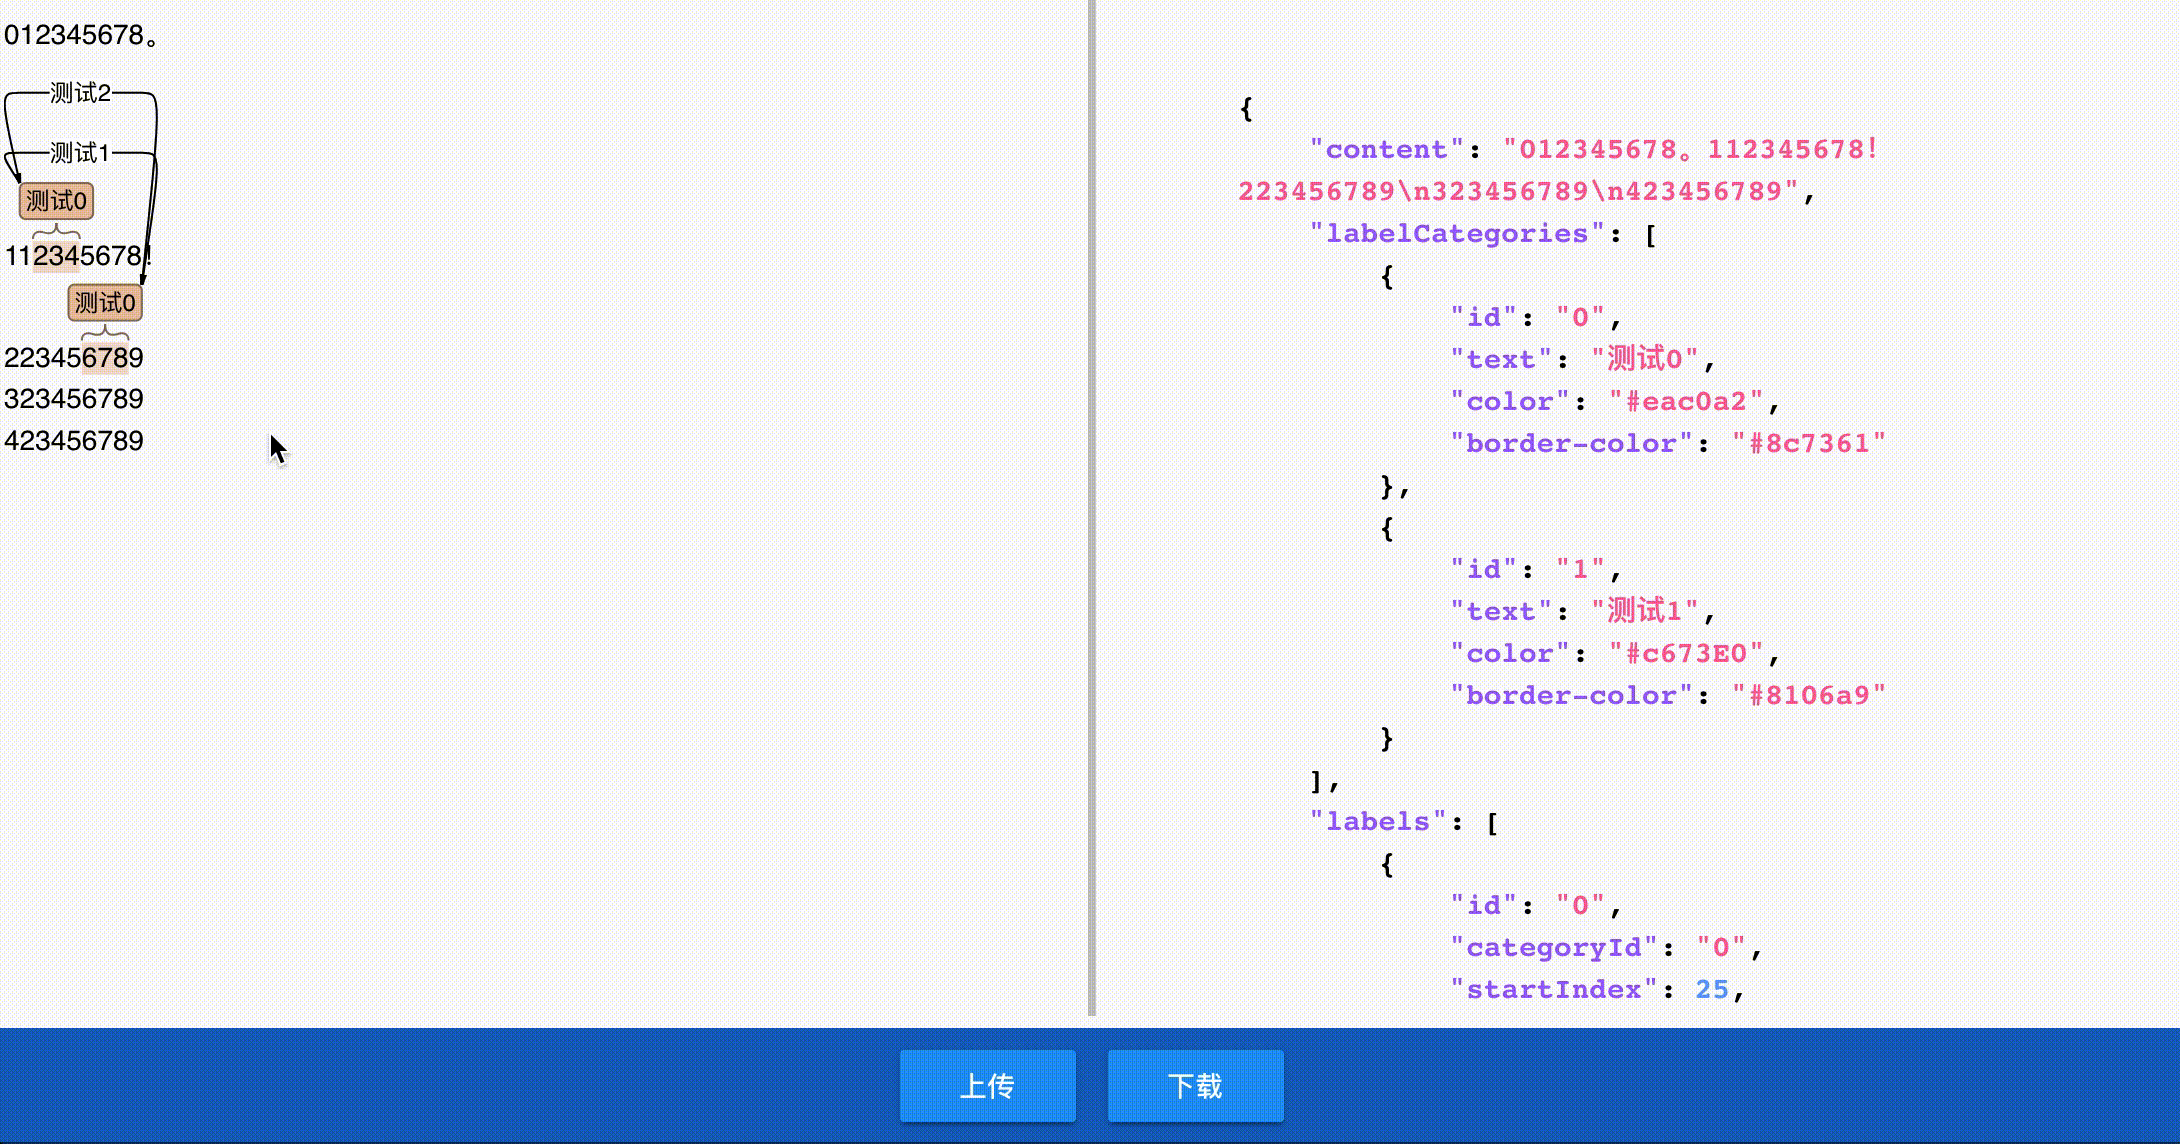 012345678。
测试2
测试1
测试0
112345678!
测试0
223456789
323456789
423456789
{
"content": "012345678。112345678!
223456789\n323456789\n423456789",
"labelCategories": [
{
"id": "0",
"text": "测试0",
"color": "#eac0a2",
"border-color": "#8c7361"
},
{
"id": "1",
"text": "测试1",
"color": "#c673E0",
"border-color": "#8106a9"
}
],
"labels": [
{
"id": "0",
"categoryId": "0",
"startIndex": 25,
上传
下载